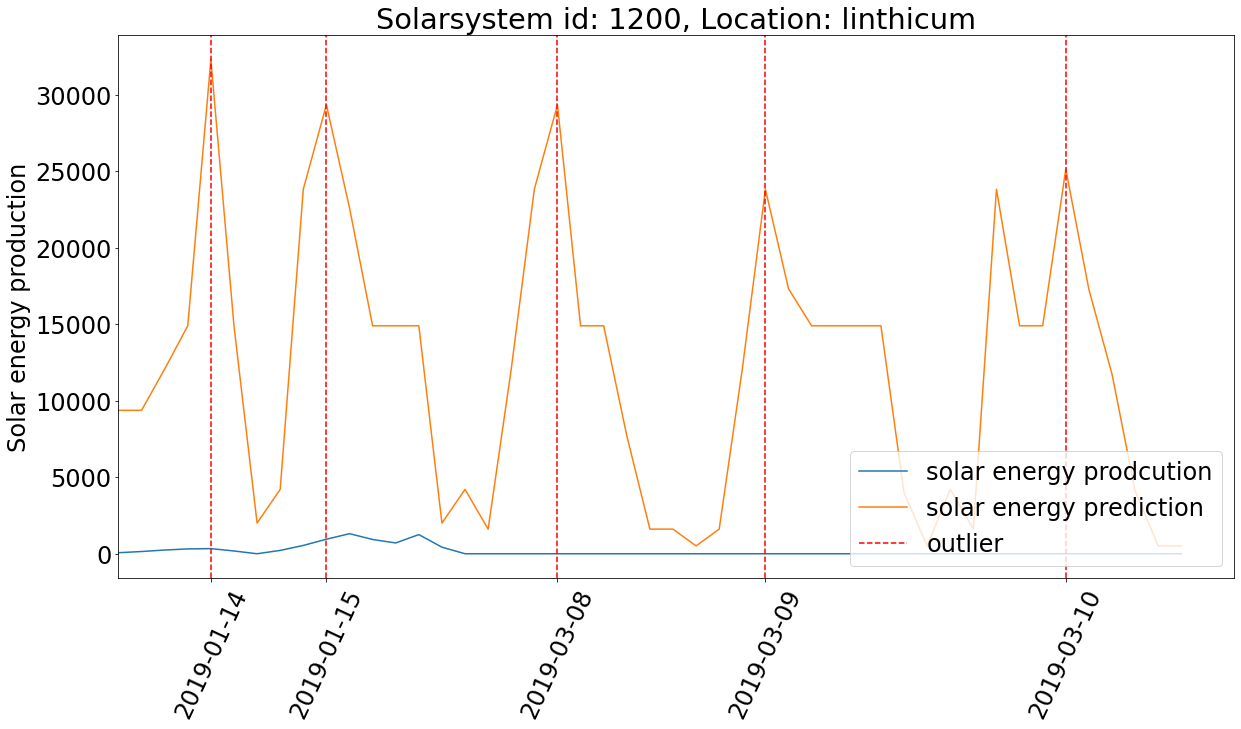 Solarsystem id: 1200, Location: linthicum
Solar energy production
30000
25000
20000
15000
10000
5000
0
solar energy prodcution
solar energy prediction
outlier
2019-01-14
2019-01-15
2019-03-08
2019-03-09
2019-03-10